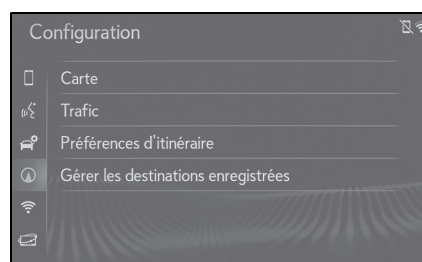 Configuration
Carte
Trafic
Préférences d'itinéraire
Gérer les destinations enregistrées